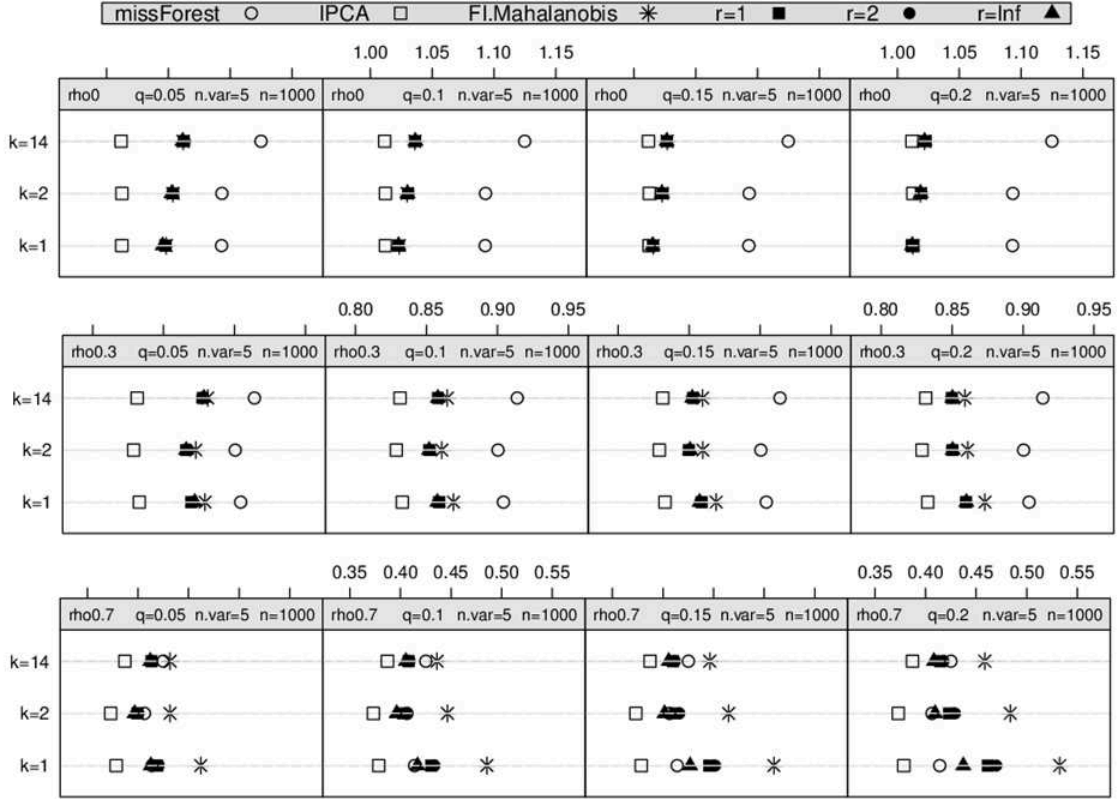 missForest IPCA FI.Mahalanobis r=1 r=2 r=Inf
1.00 1.05 1.10 1.15 1.00 1.05 1.10 1.15
rho0 q=0.05 n.var=5 n=1000 rho0 q=0.1 n.var=5 n=1000 rho0 q=0.15 n.var=5 n=1000 rho0 q=0.2 n.var=5 n=1000
k=14
k=2
k=1
0.80 0.85 0.90 0.95 0.80 0.85 0.90 0.95
rho0.3 q=0.05 n.var=5 n=1000 rho0.3 q=0.1 n.var=5 n=1000 rho0.3 q=0.15 n.var=5 n=1000 rho0.3 q=0.2 n.var=5 n=1000
k=14
k=2
k=1
0.35 0.40 0.45 0.50 0.55 0.35 0.40 0.45 0.50 0.55
rho0.7 q=0.05 n.var=5 n=1000 rho0.7 q=0.1 n.var=5 n=1000 rho0.7 q=0.15 n.var=5 n=1000 rho0.7 q=0.2 n.var=5 n=1000
k=14
k=2
k=1